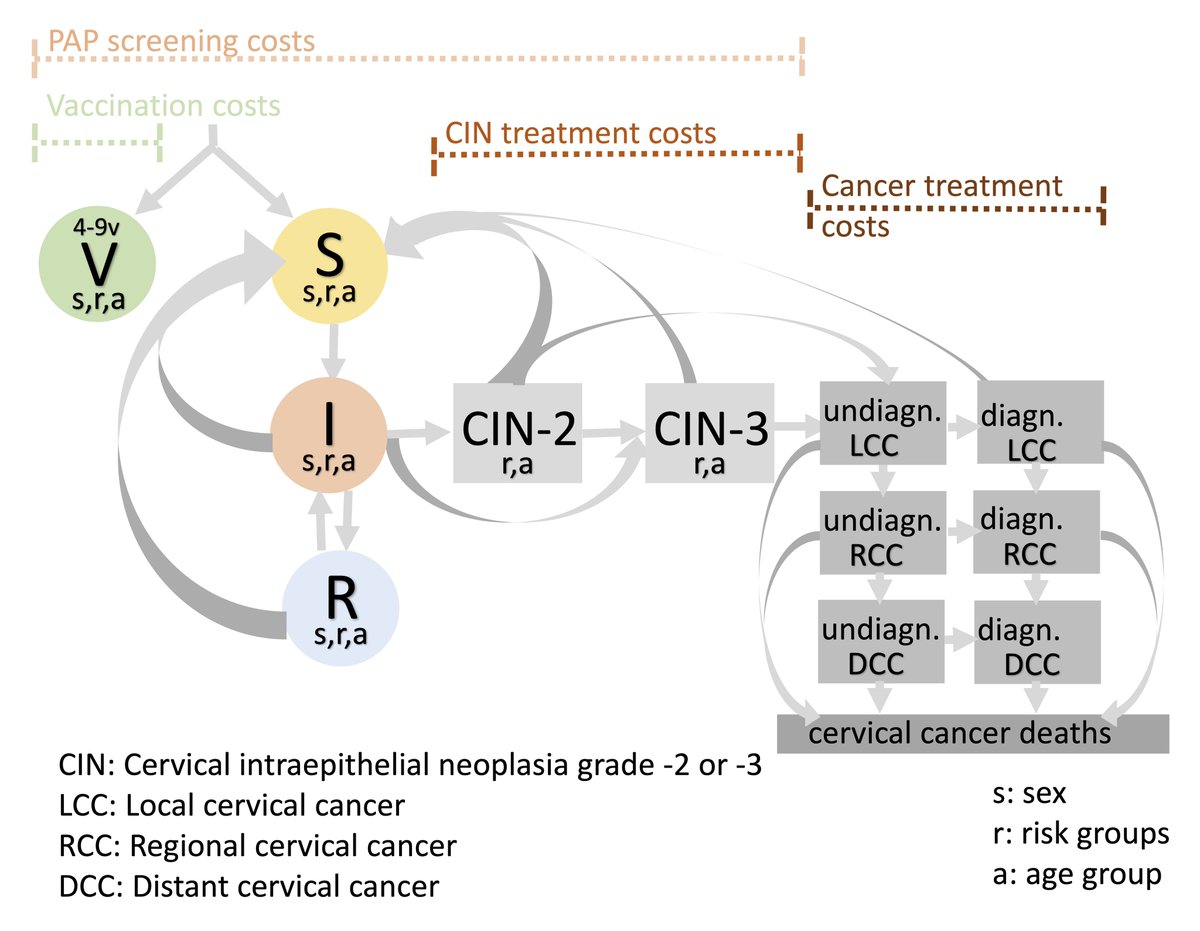 PAP screening costs
Vaccination costs
CIN treatment costs
Cancer treatment
costs
4-9v
V
s,r,a
S
s,r,a
I
s,r,a
CIN-2
r,a
CIN-3
r,a
undiagn.
LCC
diagn.
LCC
undiagn.
RCC
diagn.
RCC
R
s,r,a
undiagn.
DCC
diagn.
DCC
cervical cancer deaths
CIN: Cervical intraepithelial neoplasia grade -2 or -3
LCC: Local cervical cancer
RCC: Regional cervical cancer
DCC: Distant cervical cancer
s: sex
r: risk groups
a: age group